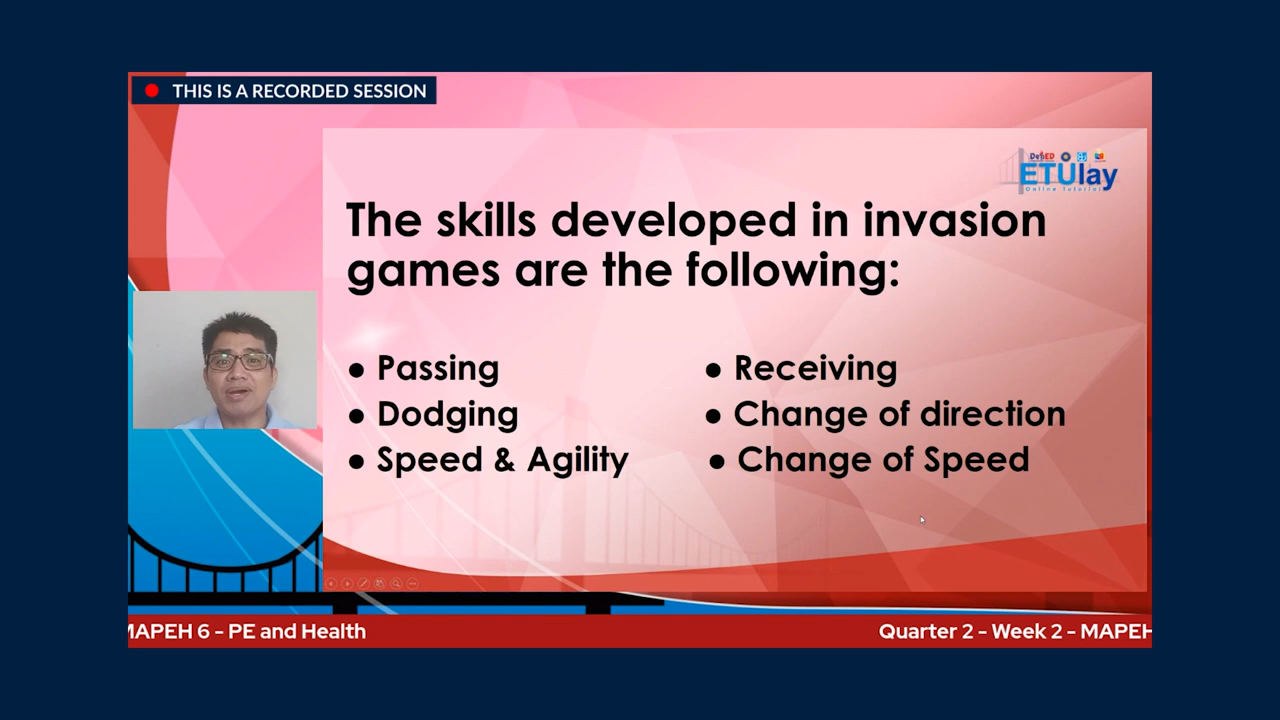 THIS IS A RECORDED SESSION
DepED
ETUlay
Online Tutorial
The skills developed in invasion
games are the following:
● Passing
● Receiving
● Dodging
● Change of direction
● Speed & Agility
● Change of Speed
MAPEH 6 - PE and Health
Quarter 2 - Week 2 - MAPEH